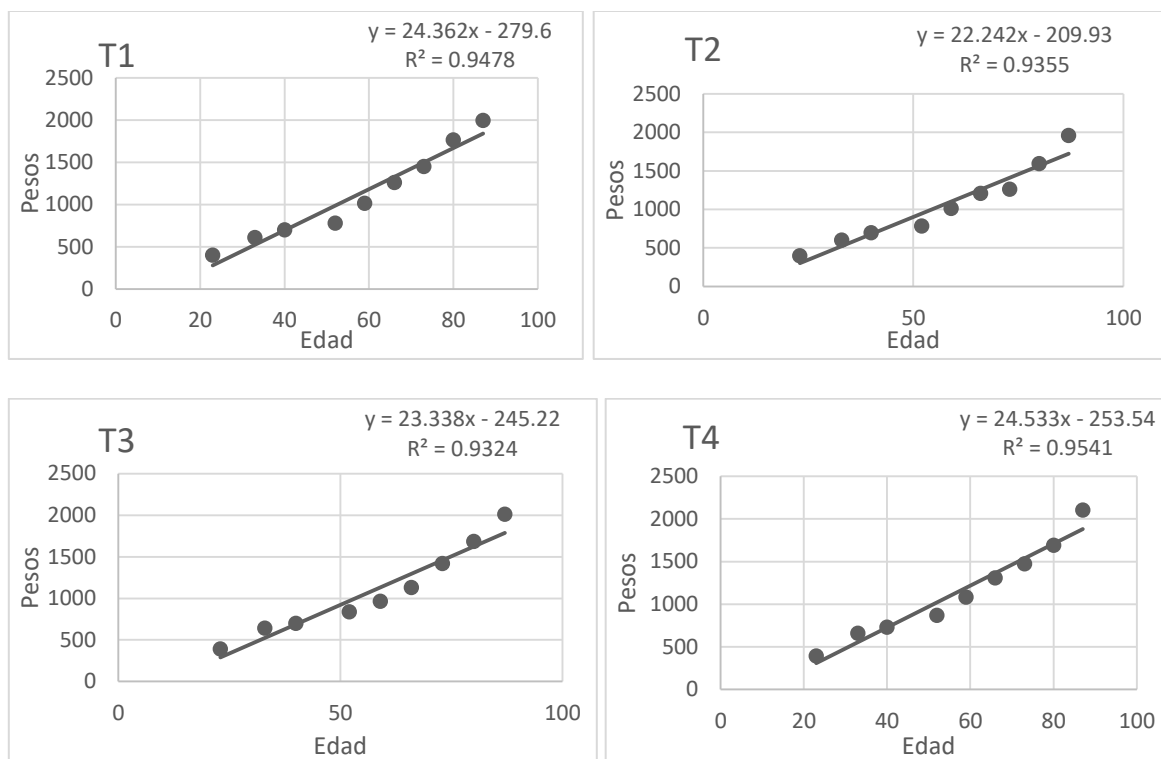 T1
y = 24.362x - 279.6
R² = 0.9478
Pesos
2500
2000
1500
1000
500
0
0 20 40 60 80 100
Edad
T2
y = 22.242x - 209.93
R² = 0.9355
Pesos
2500
2000
1500
1000
500
0
0 50 100
Edad
T3
y = 23.338x - 245.22
R² = 0.9324
Pesos
2500
2000
1500
1000
500
0
0 50 100
Edad
T4
y = 24.533x - 253.54
R² = 0.9541
Pesos
2500
2000
1500
1000
500
0
0 20 40 60 80 100
Edad